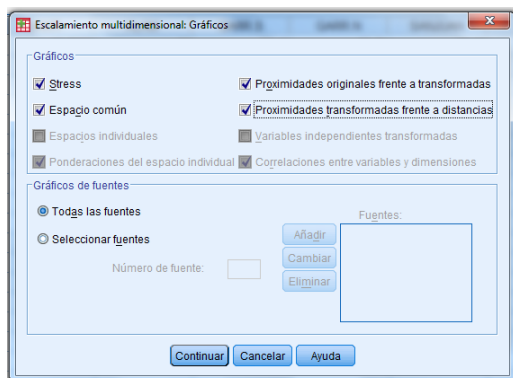 Escalamiento multidimensional: Gráficos
Gráficos
Stress
Proximidades originales frente a transformadas
Espacio común
Proximidades transformadas frente a distancias
Espacios individuales
Variables independientes transformadas
Ponderaciones del espacio individual
Correlaciones entre variables y dimensiones
Gráficos de fuentes
Todas las fuentes
Fuentes:
Seleccionar fuentes
Añadir
Número de fuente:
Cambiar
Eliminar
Continuar
Cancelar
Ayuda